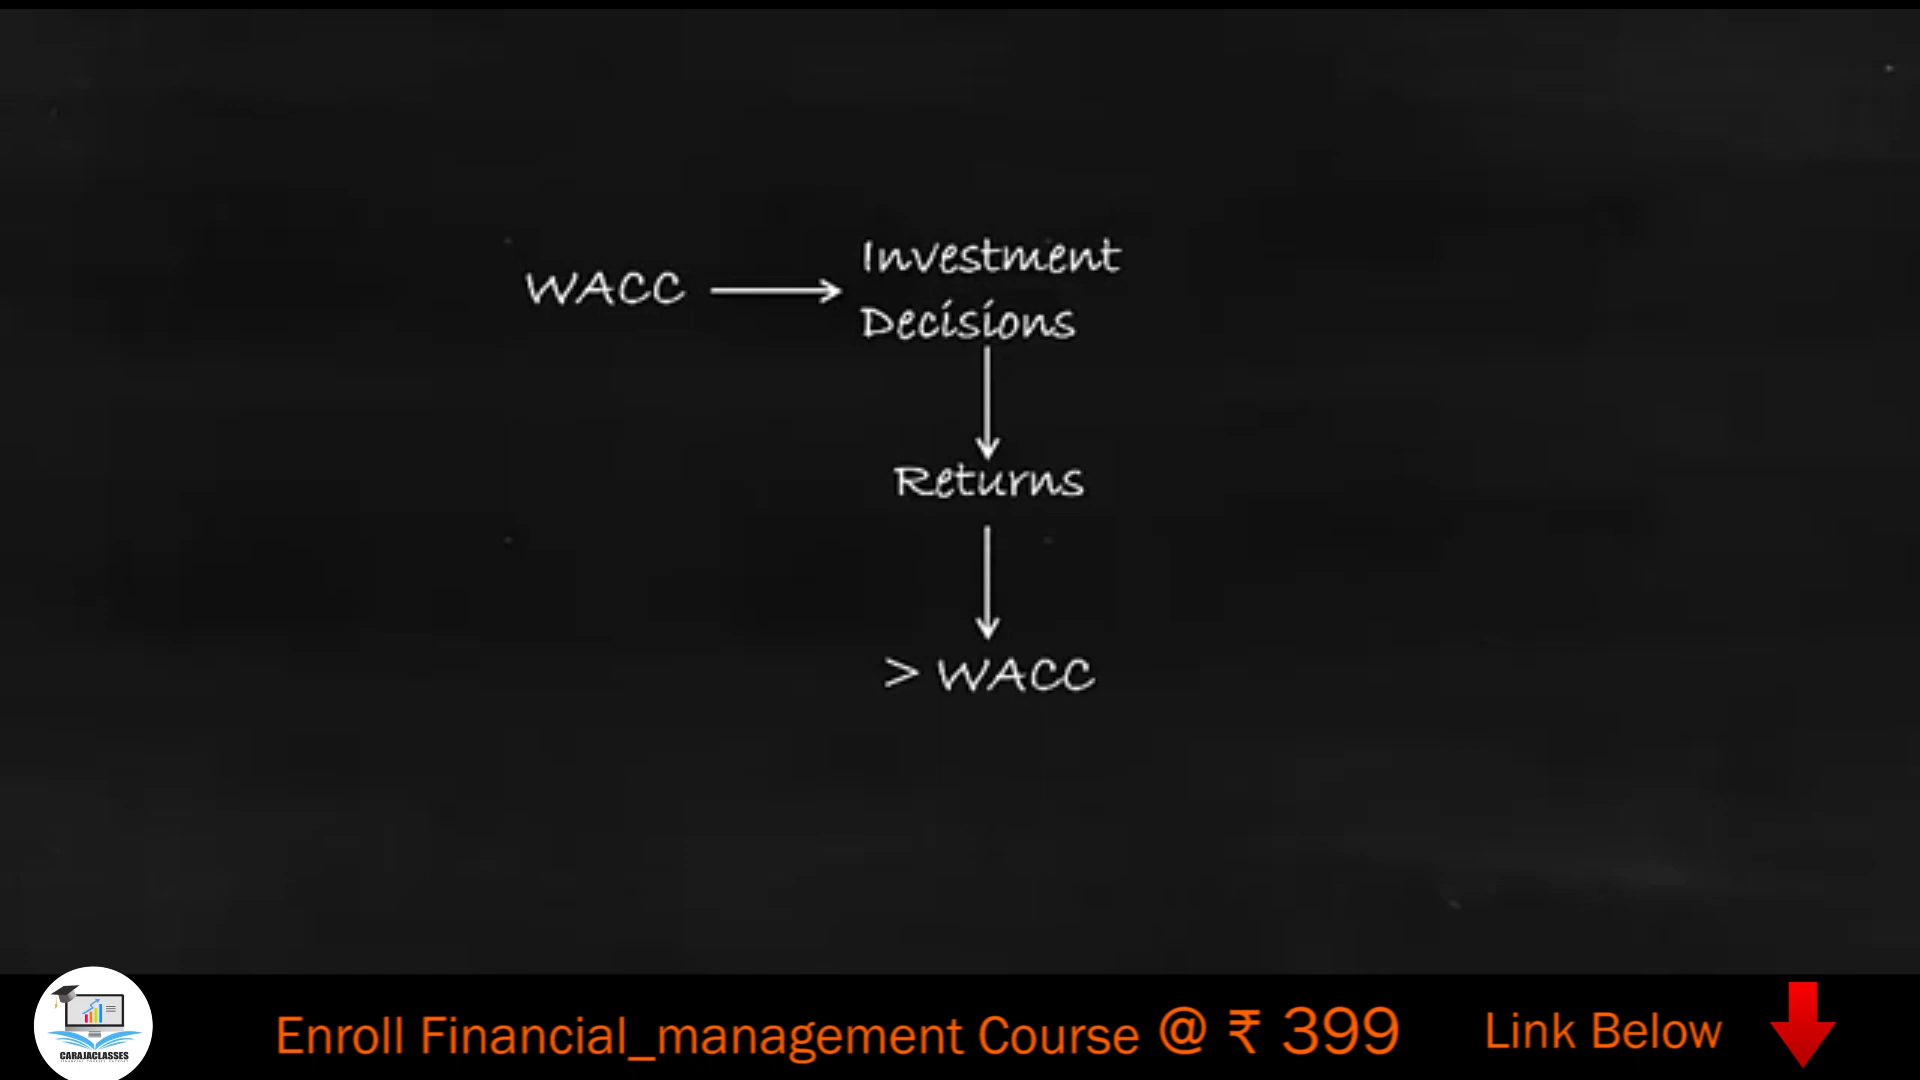 WACC
Investment
Decisions
Returns
> WACC
CARAJACLASSES
Enroll Financial_management Course @ ₹ 399
Link Below